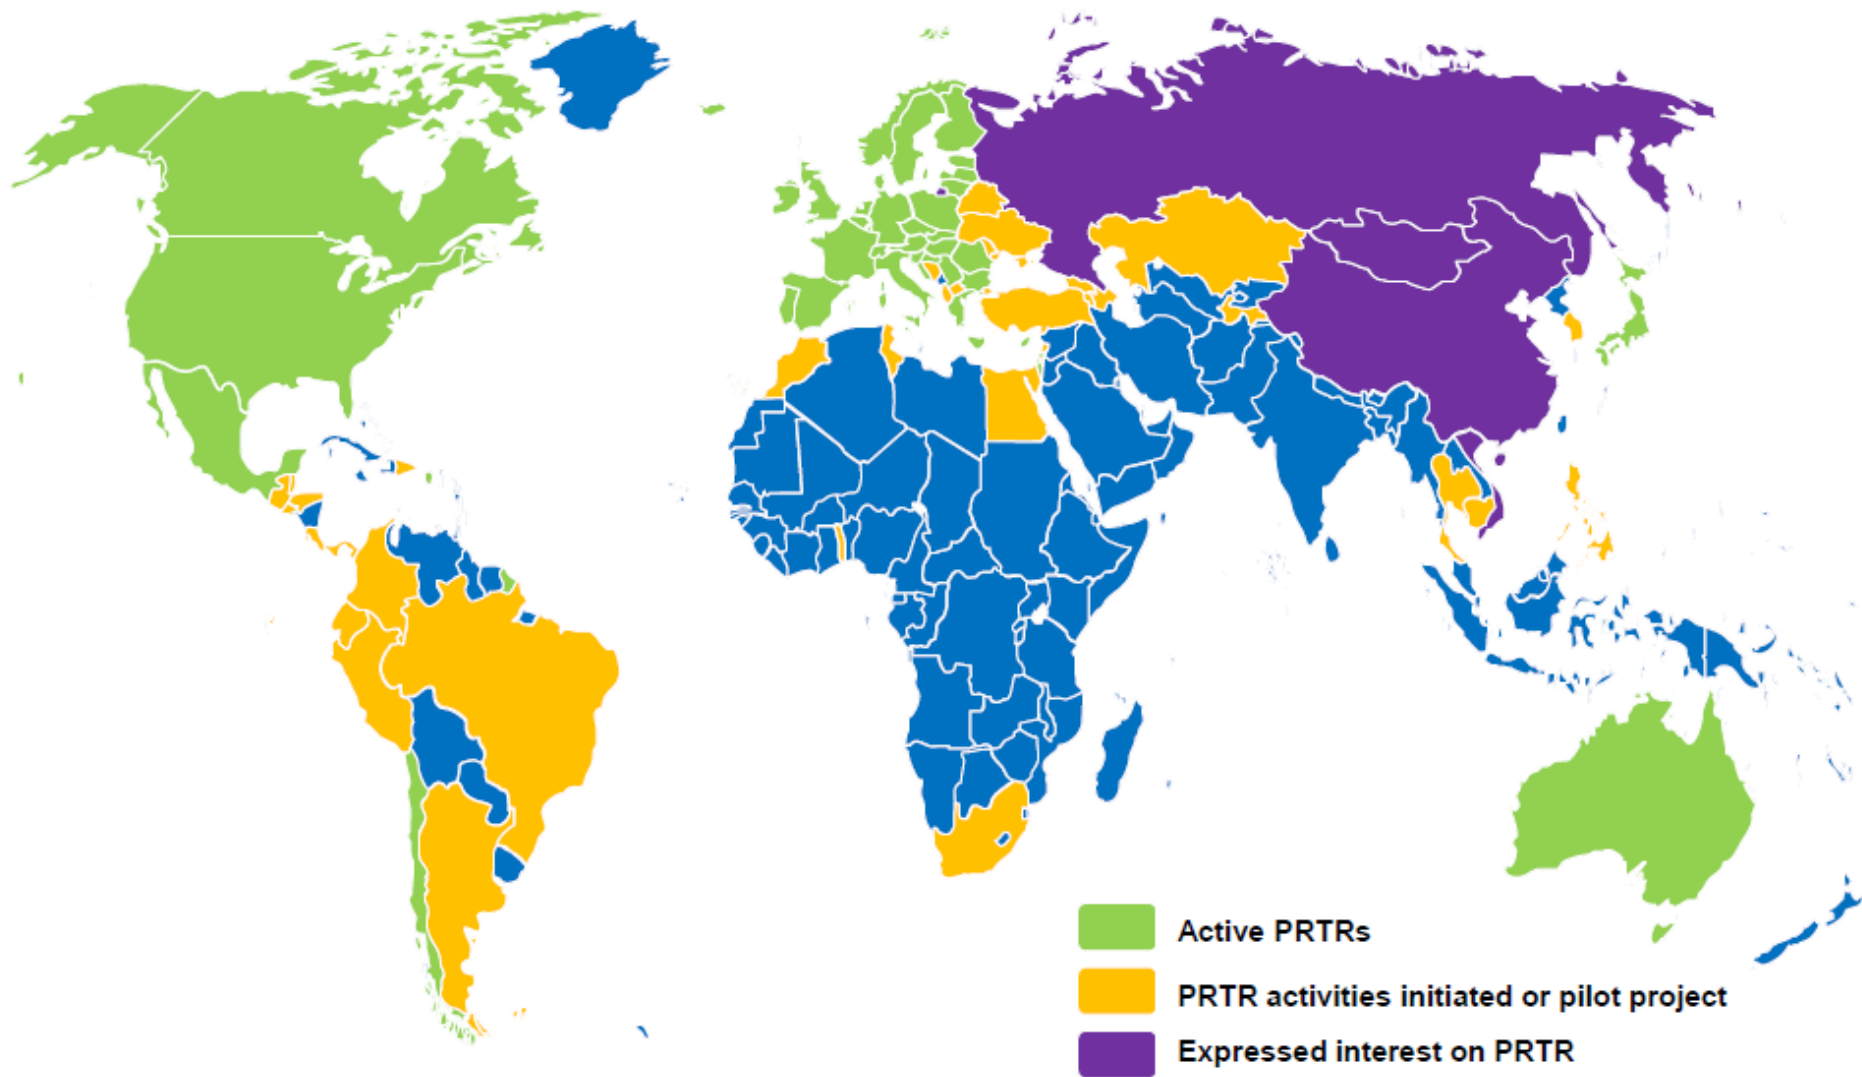 Active PRTRs
PRTR activities initiated or pilot project
Expressed interest on PRTR